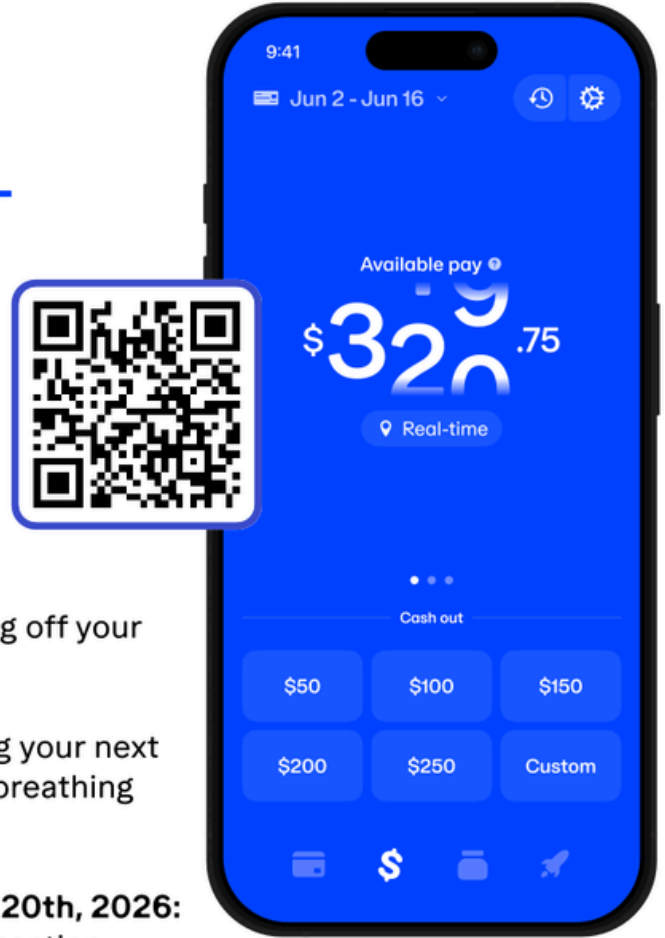 9:41
Jun 2 - Jun 16
Available pay
$32 .75
Real-time
Cash out
$50 $100 $150
$200 $250 Custom
g off your
g your next
breathing
20th, 2026: